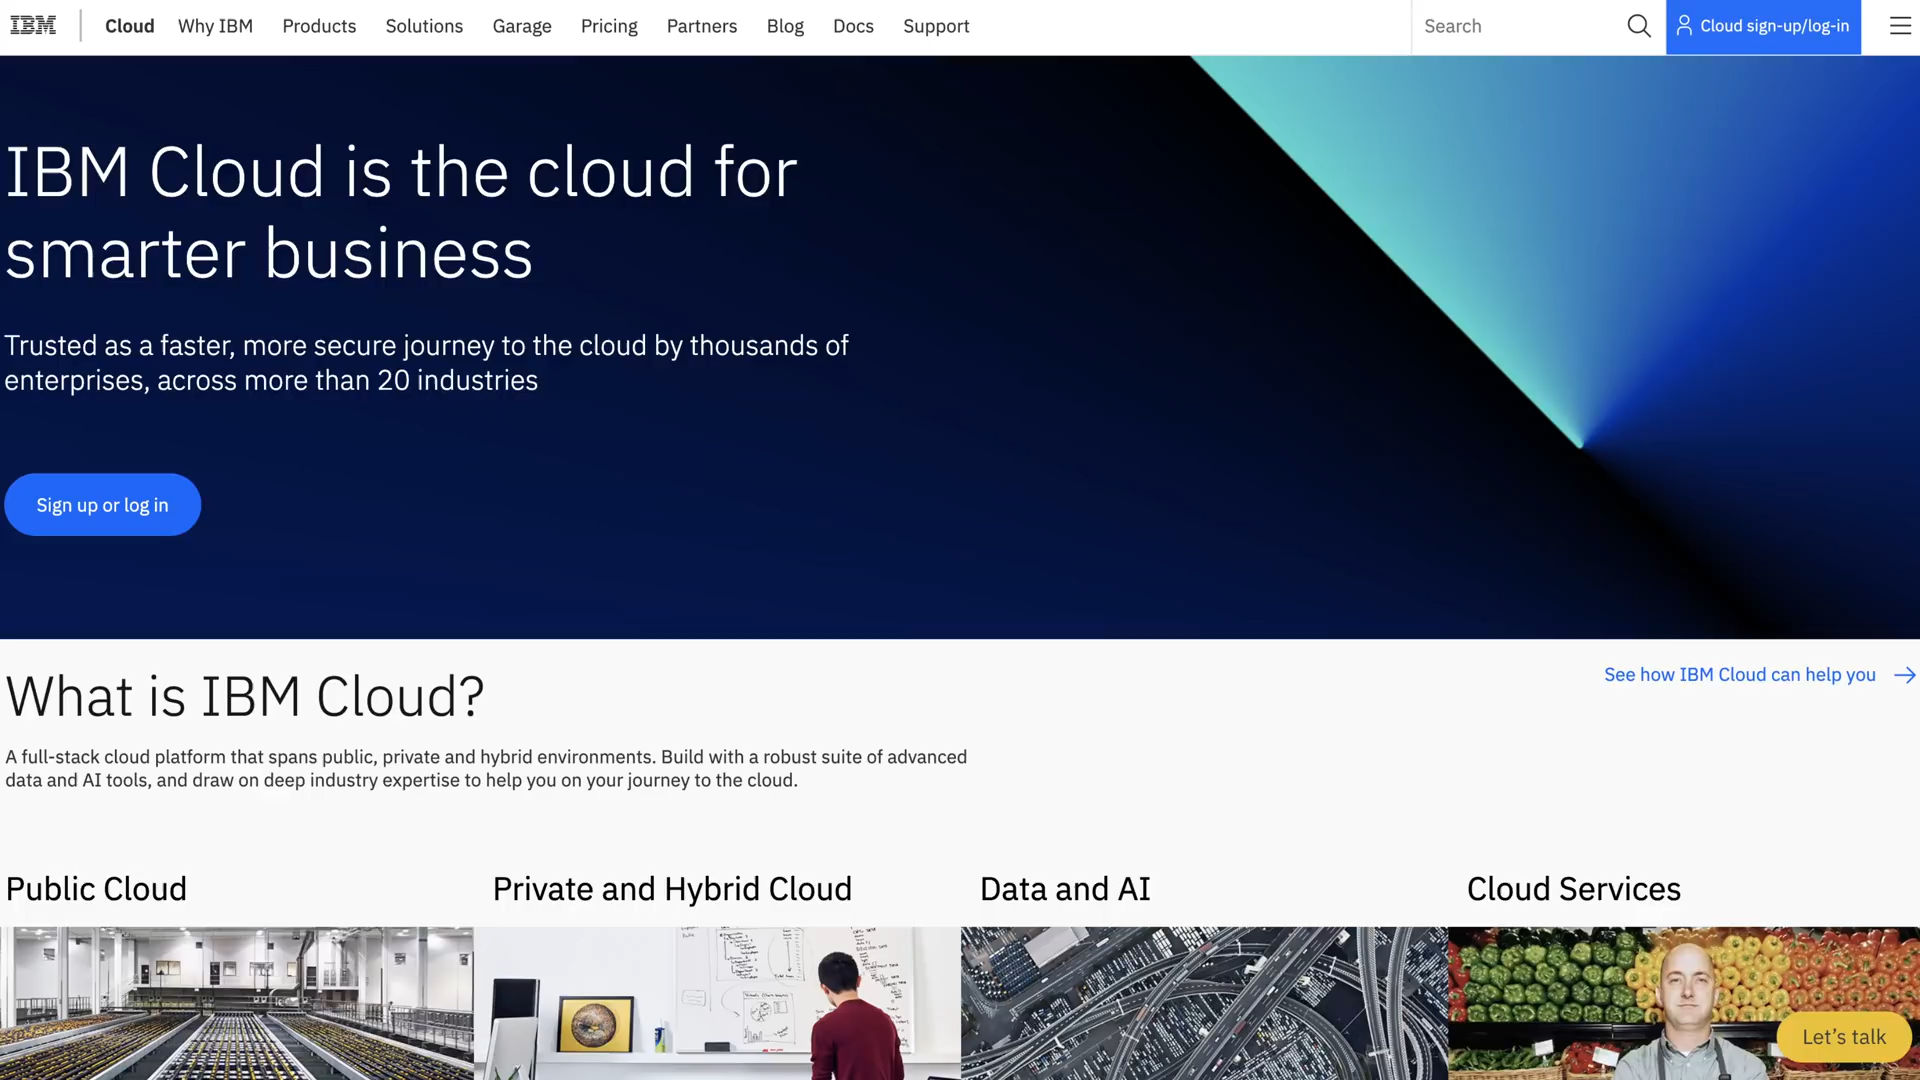 IBM
Cloud Why IBM Products Solutions Garage Pricing Partners Blog Docs Support
Search
Cloud sign-up/log-in
IBM Cloud is the cloud for
smarter business
Trusted as a faster, more secure journey to the cloud by thousands of
enterprises, across more than 20 industries
Sign up or log in
What is IBM Cloud?
See how IBM Cloud can help you
A full-stack cloud platform that spans public, private and hybrid environments. Build with a robust suite of advanced
data and AI tools, and draw on deep industry expertise to help you on your journey to the cloud.
Public Cloud
Private and Hybrid Cloud
Data and AI
Cloud Services
Let's talk